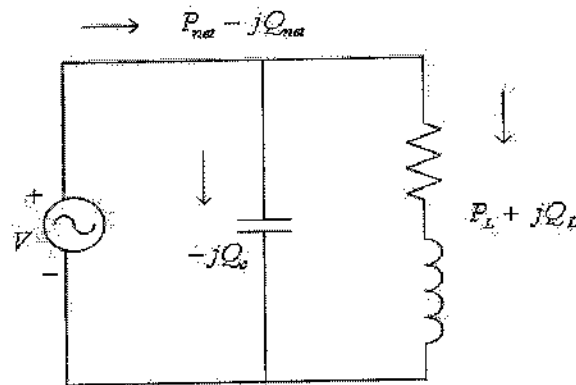 P_net − jQ_net
+
V
−
−jQ_c
P_L + jQ_L